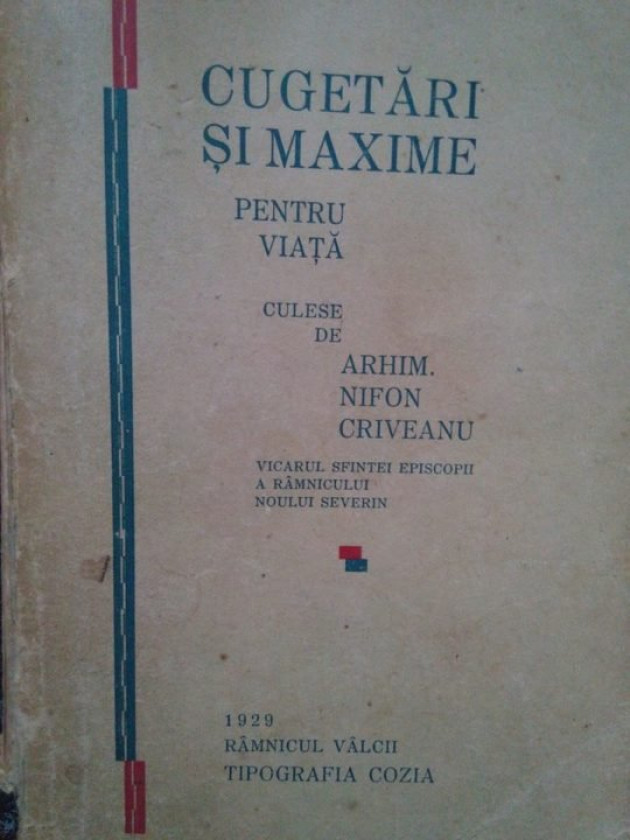 CUGETĂRI
ȘI MAXIME
PENTRU
VIAȚĂ
CULESE
DE
ARHIM.
NIFON
CRIVEANU
VICARUL SFINTEI EPISCOPII
A RÂMNICULUI
NOULUI SEVERIN
1929
RÂMNICUL VÂLCII
TIPOGRAFIA COZIA